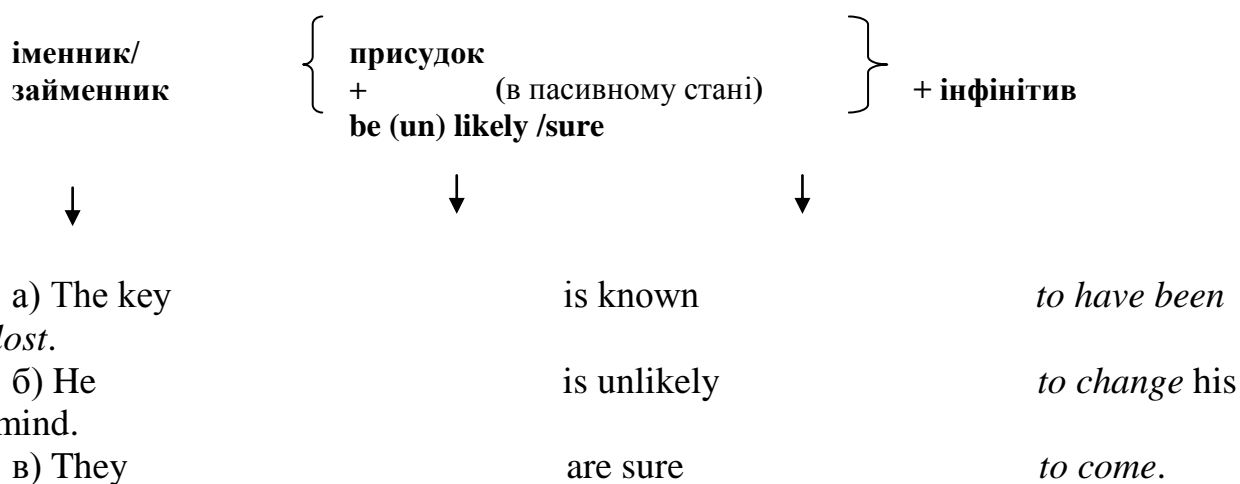 іменник/ присудок
займенник + (в пасивному стані) + інфінітив
be (un) likely /sure
а) The key is known to have been
lost.
б) He is unlikely to change his
mind.
в) They are sure to come.